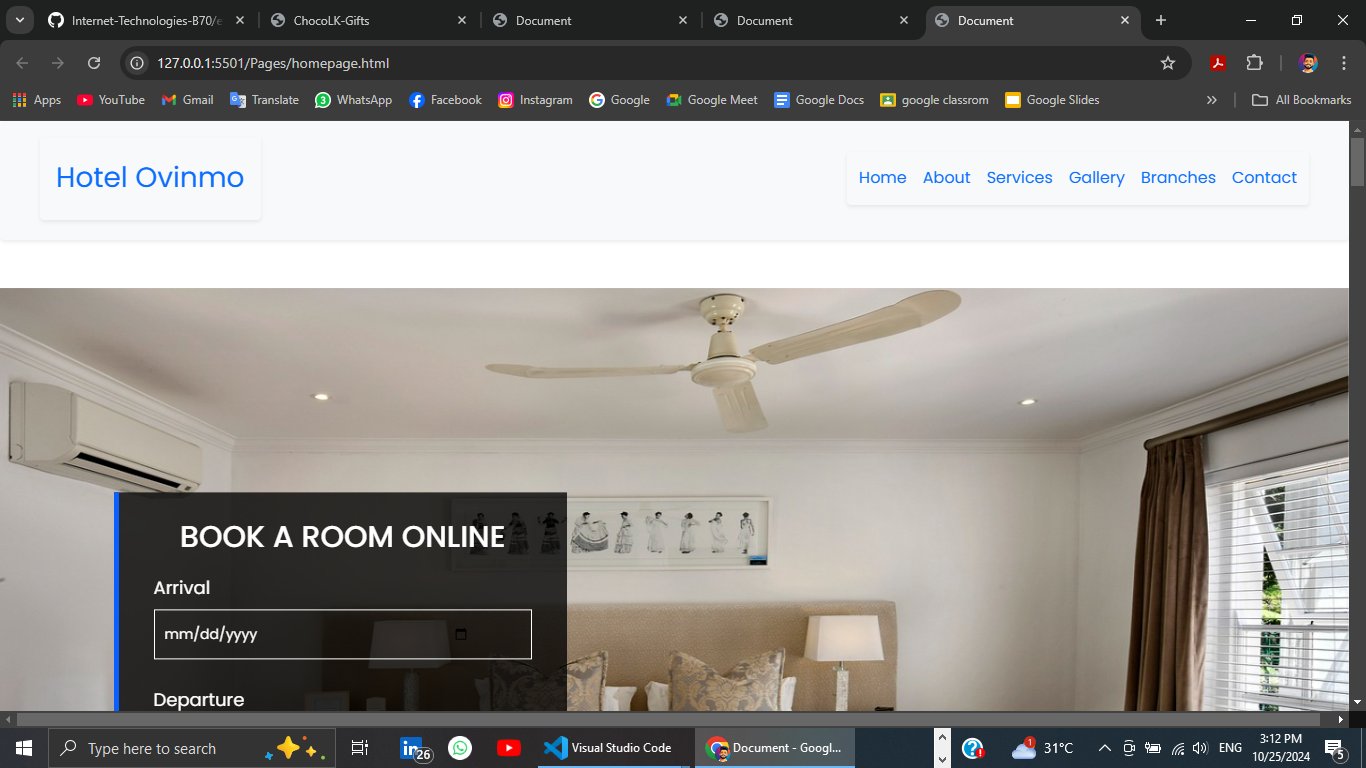 Internet-Technologies-B70/e
ChocoLK-Gifts
Document
Document
Document
127.0.0.1:5501/Pages/homepage.html
Apps
YouTube
Gmail
Translate
3
WhatsApp
Facebook
Instagram
Google
Google Meet
Google Docs
google classrom
Google Slides
»
All Bookmarks
Hotel Ovinmo
Home
About
Services
Gallery
Branches
Contact
BOOK A ROOM ONLINE
Arrival
mm/dd/yyyy
Departure
Type here to search
26
Visual Studio Code
Document - Googl...
1
31°C
ENG
3:12 PM
10/25/2024
5